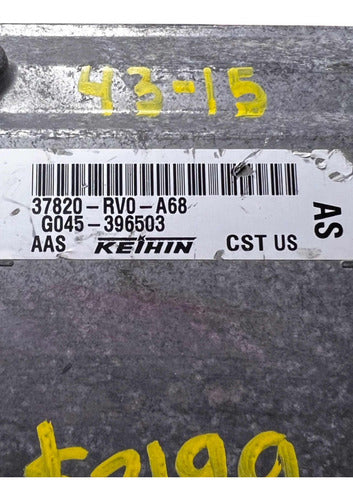 43-15
37820-RV0-A68
G045-396503
AAS KEIHIN CST US
AS